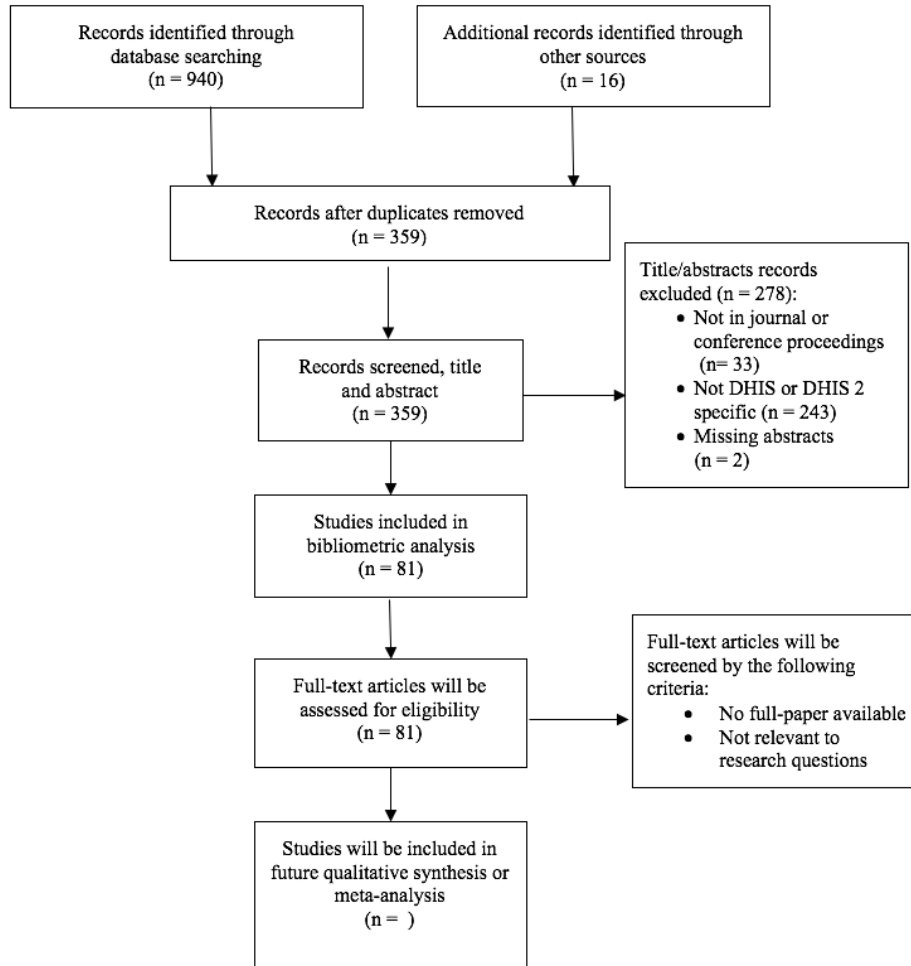 Records identified through
database searching
(n = 940)
Additional records identified through
other sources
(n = 16)
Records after duplicates removed
(n = 359)
Records screened, title
and abstract
(n = 359)
Title/abstracts records
excluded (n = 278):
• Not in journal or
conference proceedings
(n= 33)
• Not DHIS or DHIS 2
specific (n = 243)
• Missing abstracts
(n = 2)
Studies included in
bibliometric analysis
(n = 81)
Full-text articles will be
assessed for eligibility
(n = 81)
Full-text articles will be
screened by the following
criteria:
• No full-paper available
• Not relevant to
research questions
Studies will be included in
future qualitative synthesis or
meta-analysis
(n = )